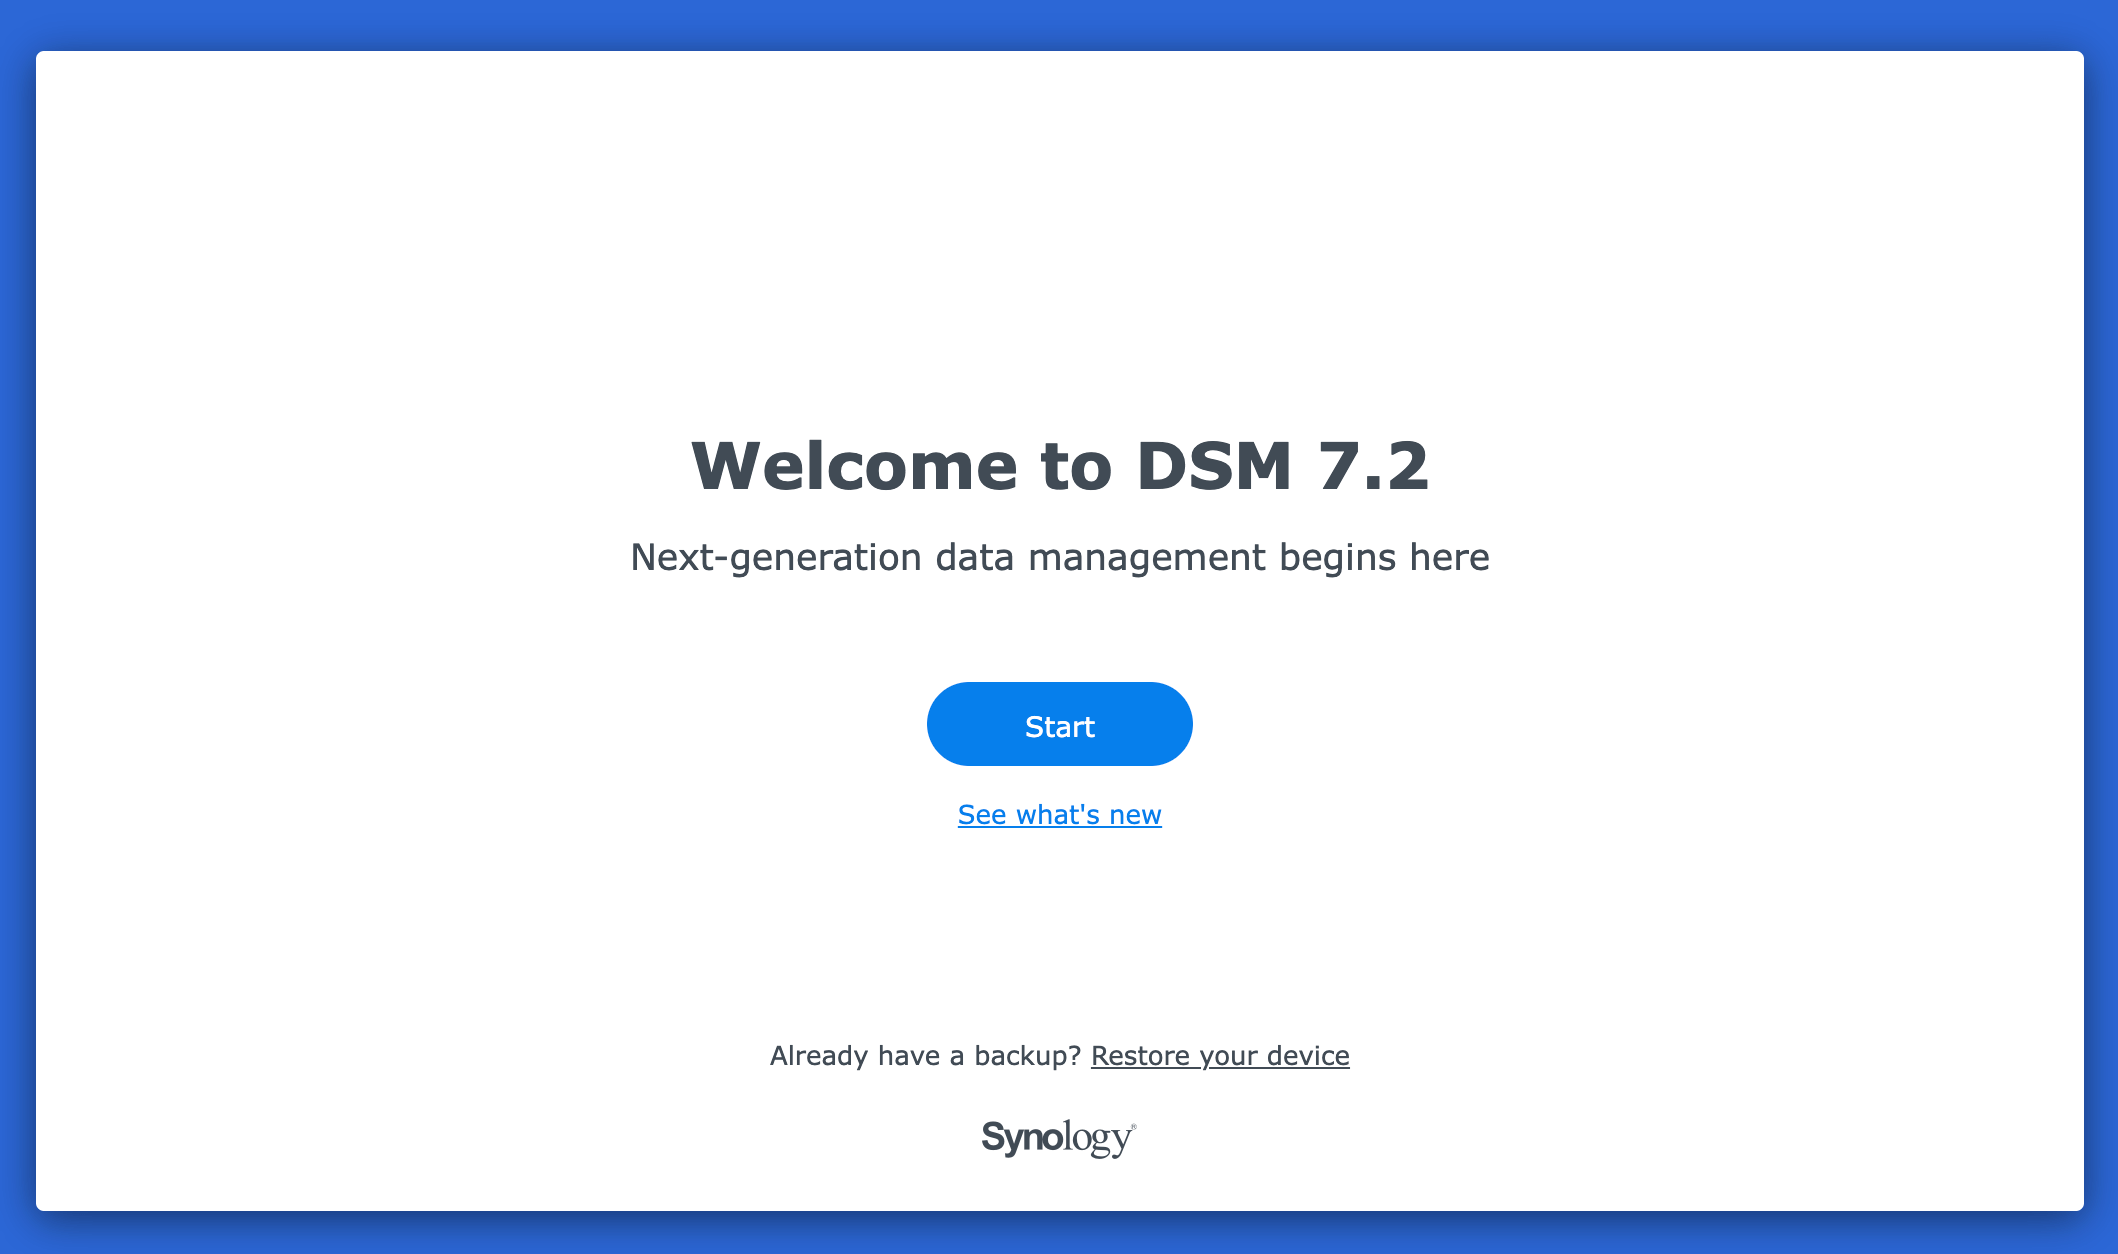 Welcome to DSM 7.2
Next-generation data management begins here
Start
See what's new
Already have a backup? Restore your device
Synology®